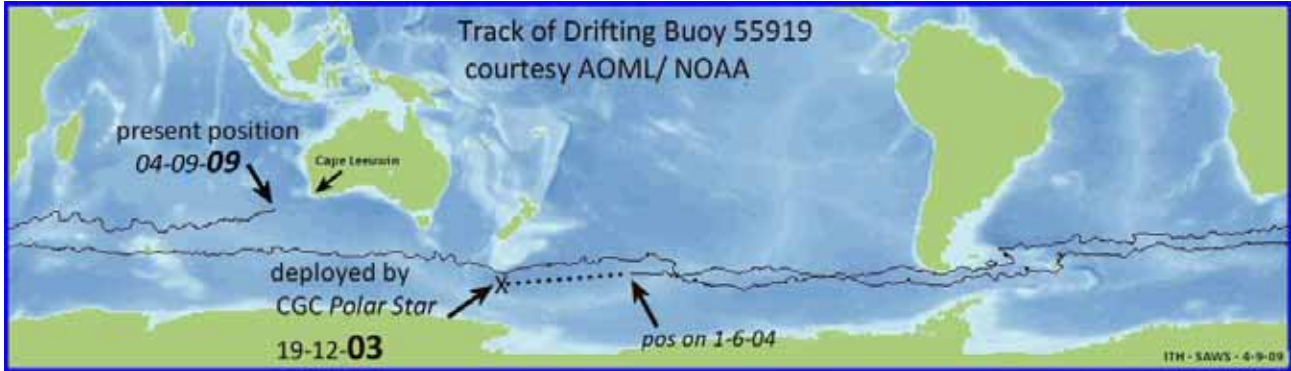 Track of Drifting Buoy 55919
courtesy AOML/ NOAA
present position
04-09-09
Cape Leeuwin
deployed by
CGC Polar Star
19-12-03
X
pos on 1-6-04
ITH - SAWS - 4-9-09